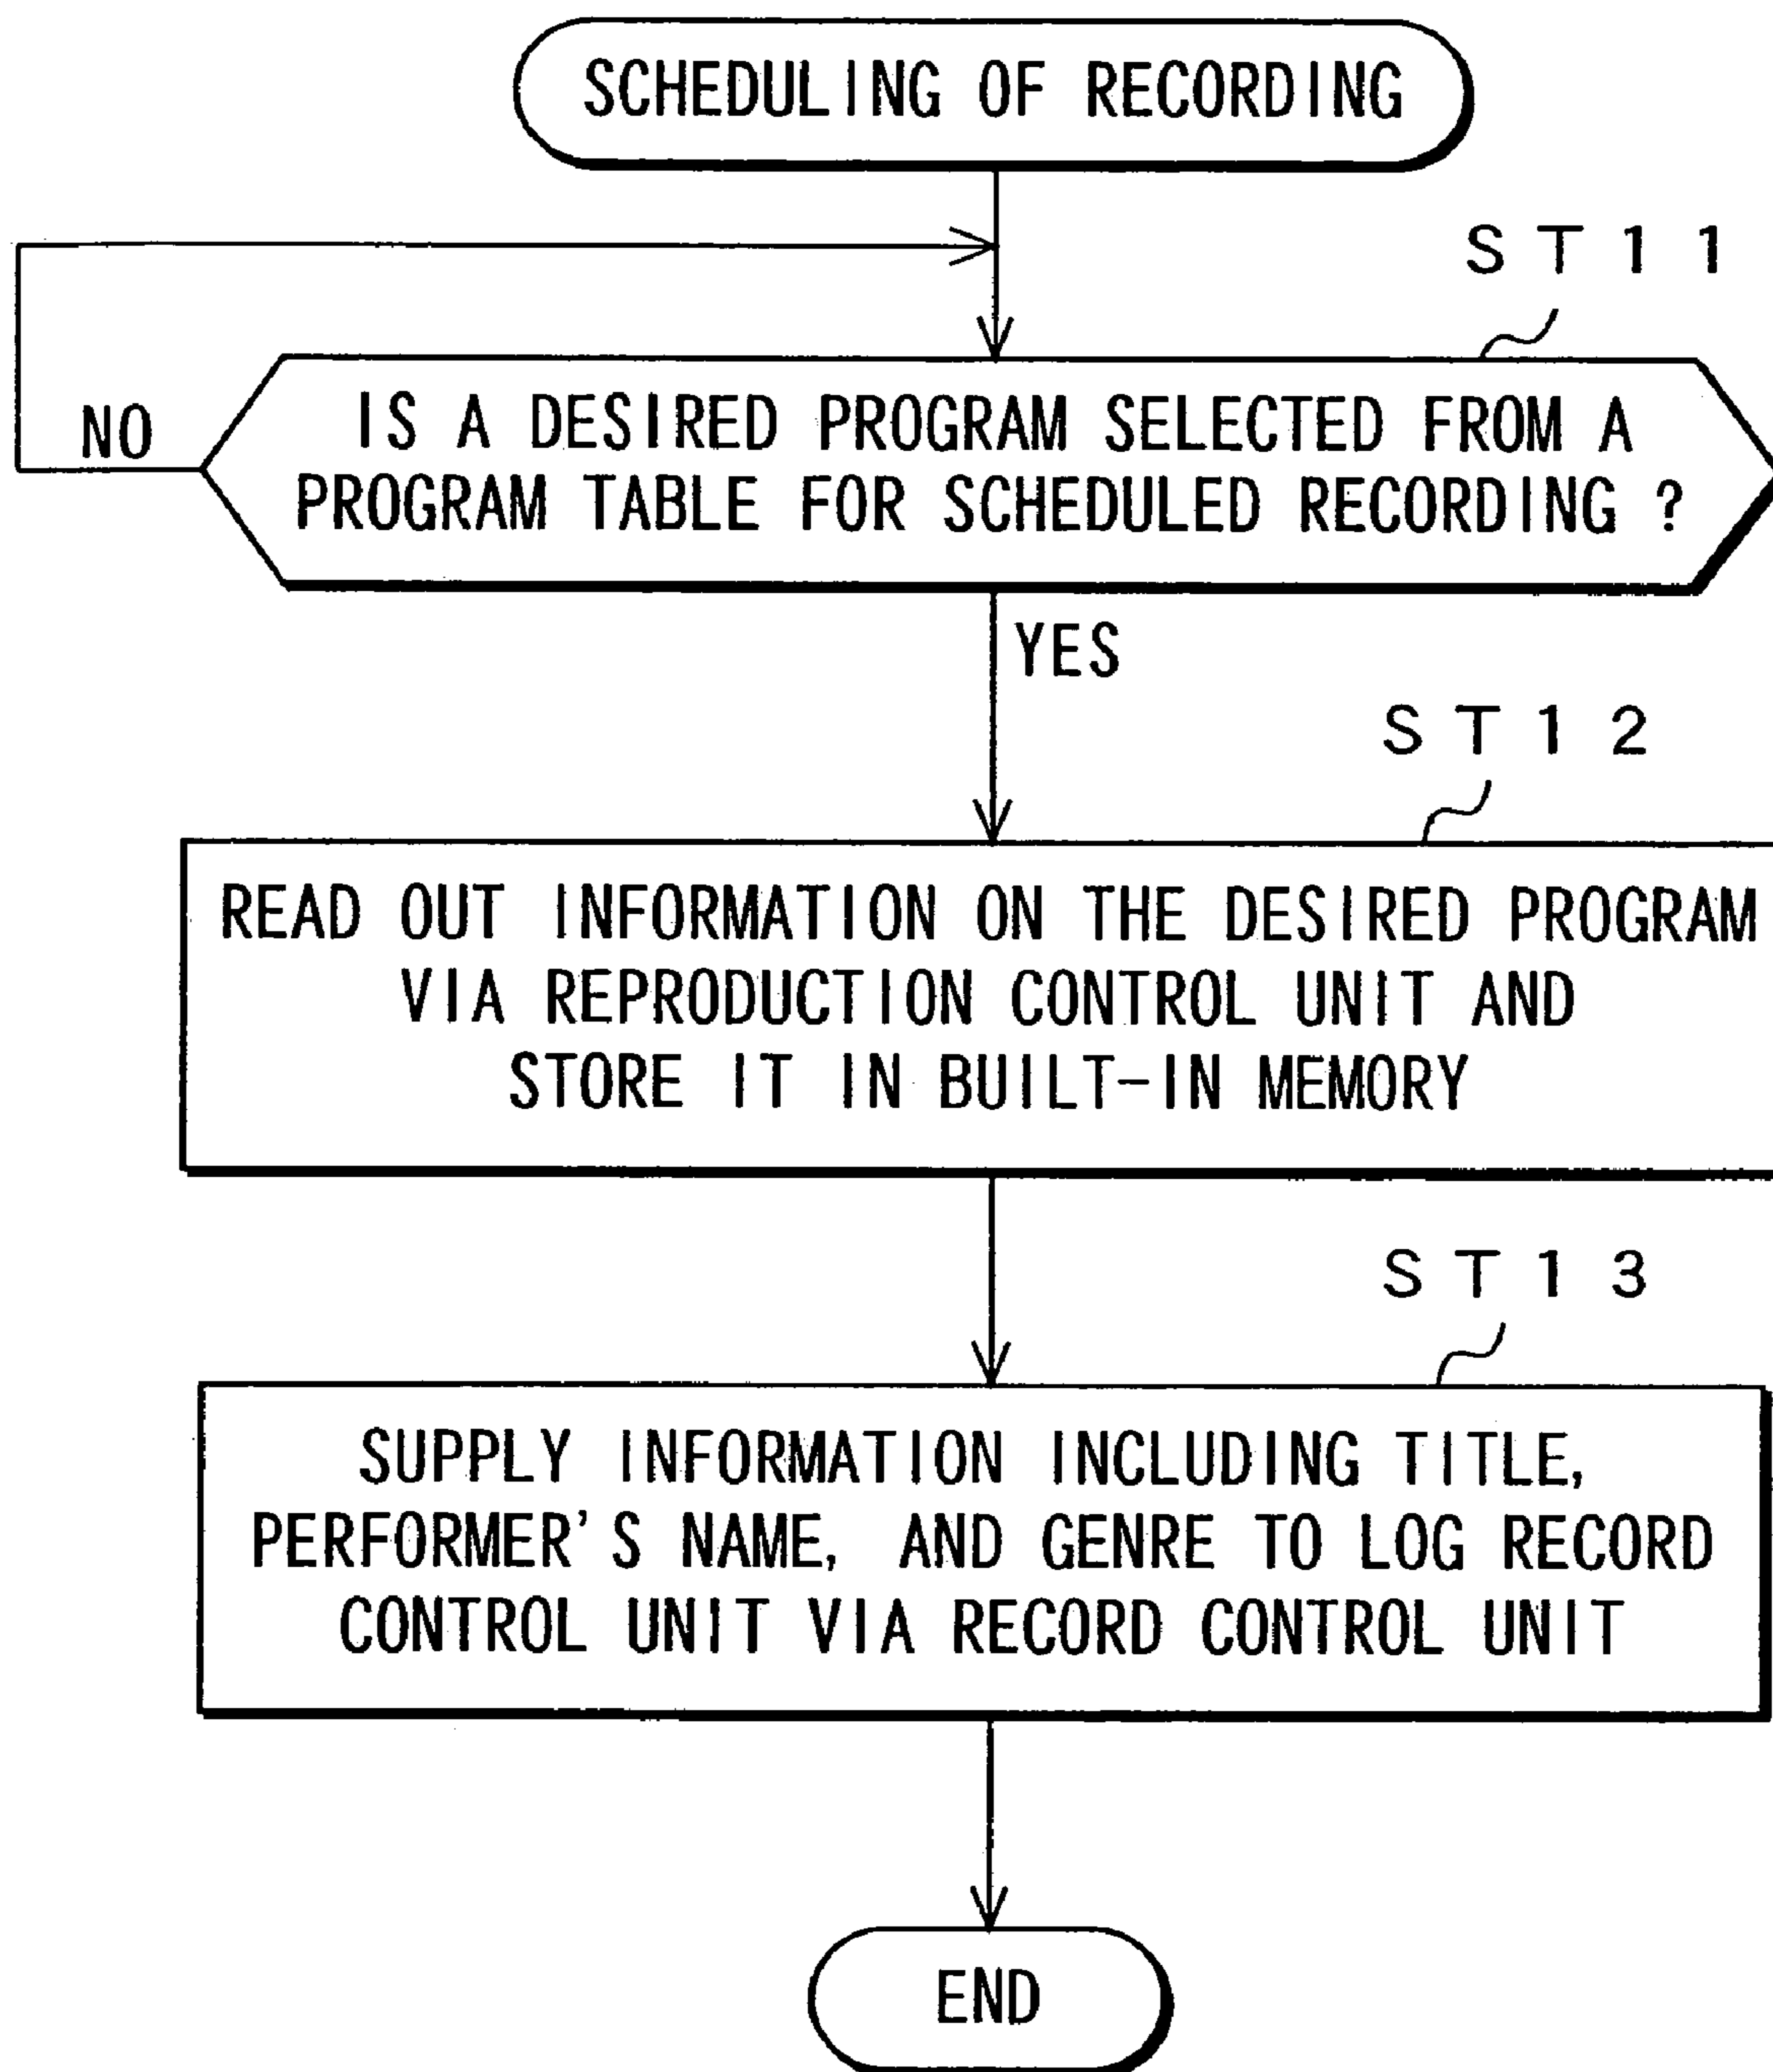 SCHEDULING OF RECORDING
ST11
NO
IS A DESIRED PROGRAM SELECTED FROM A
PROGRAM TABLE FOR SCHEDULED RECORDING ?
YES
ST12
READ OUT INFORMATION ON THE DESIRED PROGRAM
VIA REPRODUCTION CONTROL UNIT AND
STORE IT IN BUILT-IN MEMORY
ST13
SUPPLY INFORMATION INCLUDING TITLE,
PERFORMER'S NAME, AND GENRE TO LOG RECORD
CONTROL UNIT VIA RECORD CONTROL UNIT
END